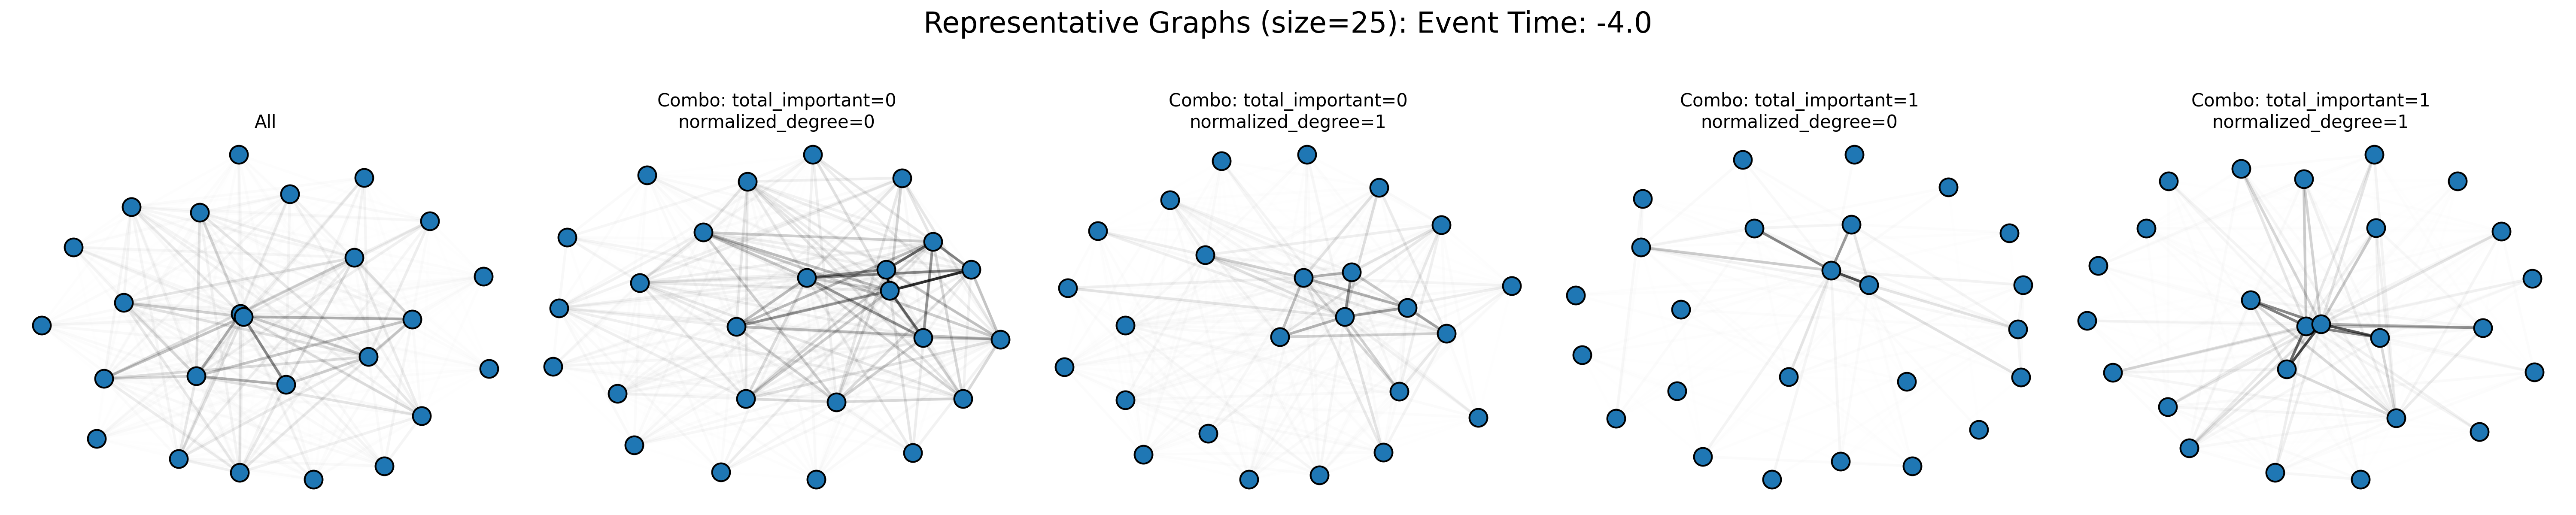 Representative Graphs (size=25): Event Time: -4.0
All
Combo: total_important=0
normalized_degree=0
Combo: total_important=0
normalized_degree=1
Combo: total_important=1
normalized_degree=0
Combo: total_important=1
normalized_degree=1